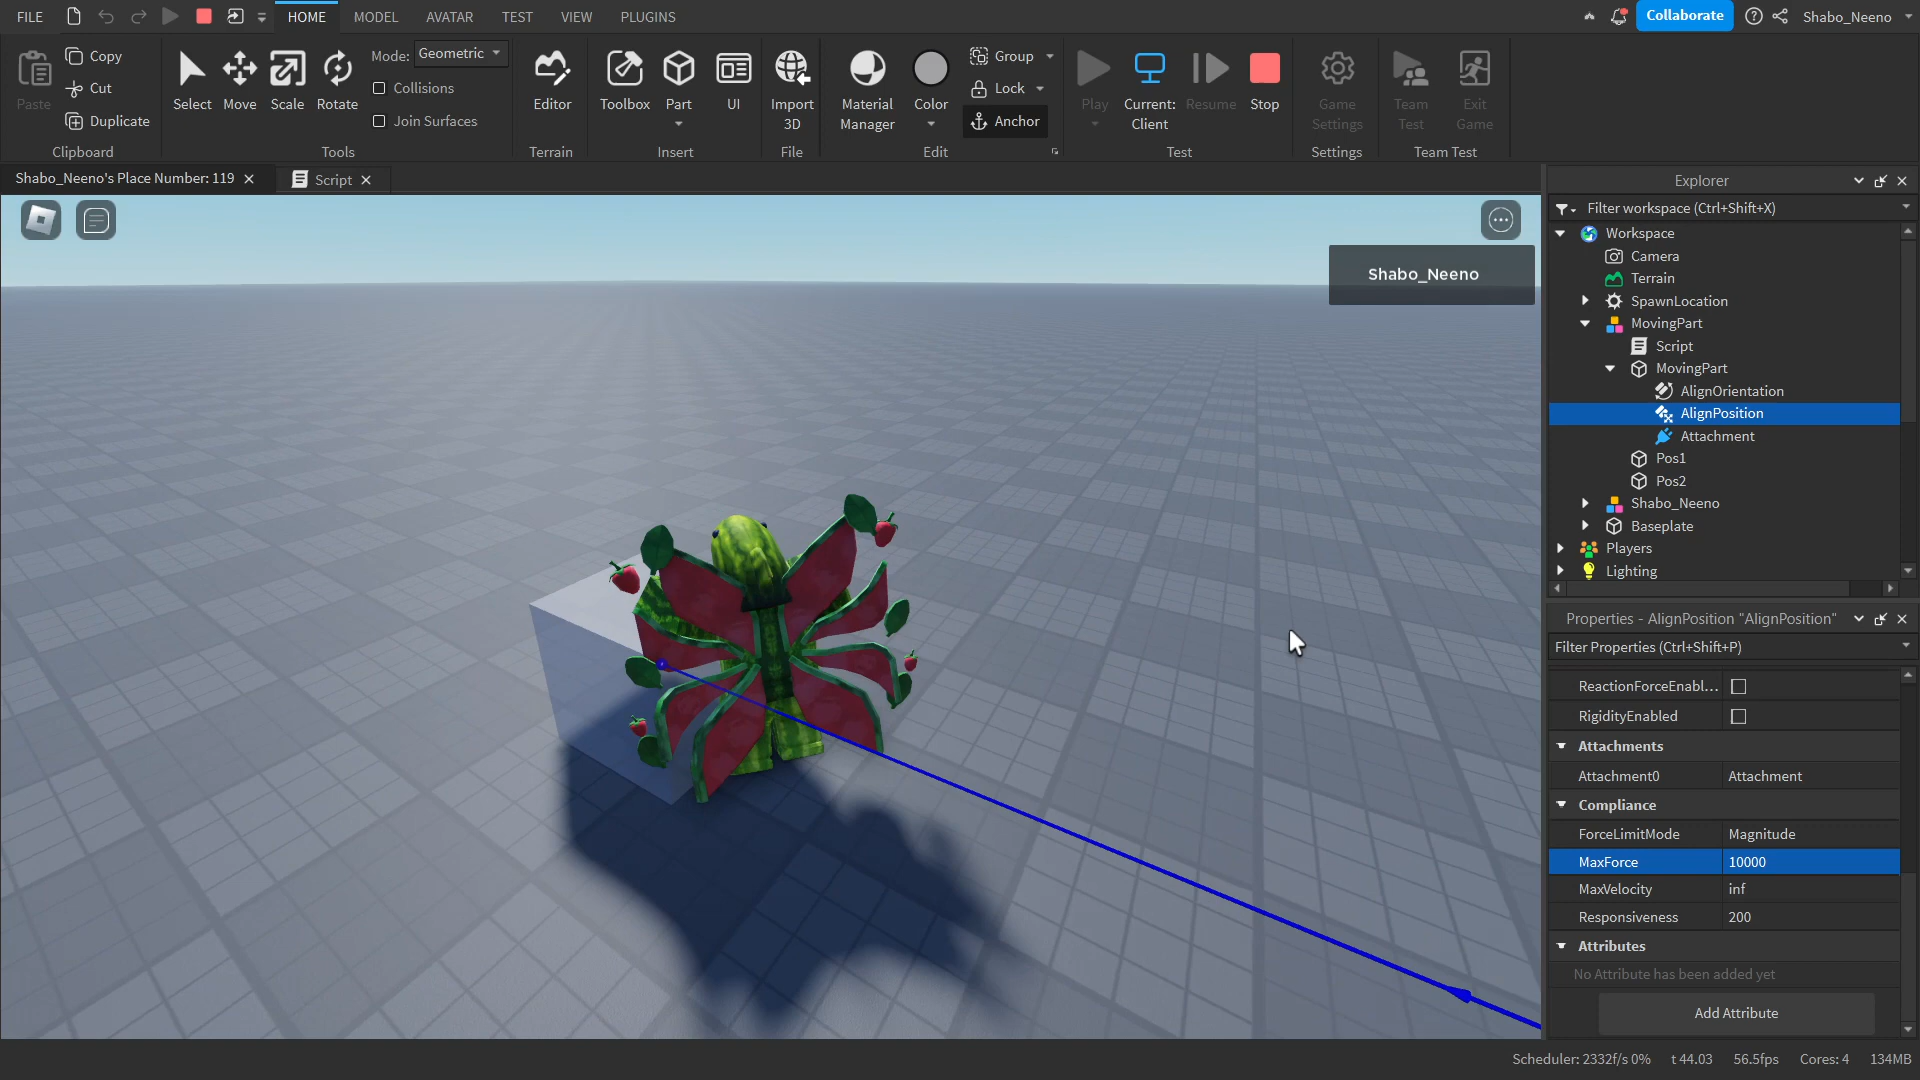 FILE
HOME
MODEL
AVATAR
TEST
VIEW
PLUGINS
Collaborate
Shabo_Neeno
Paste
Copy
Cut
Duplicate
Clipboard
Select
Move
Scale
Rotate
Mode: Geometric
Collisions
Join Surfaces
Tools
Editor
Terrain
Toolbox
Part
UI
Insert
Import
3D
File
Material
Manager
Color
Group
Lock
Anchor
Edit
Play
Current:
Client
Resume
Stop
Test
Game
Settings
Settings
Team
Test
Exit
Game
Team Test
Shabo_Neeno's Place Number: 119
Script
Shabo_Neeno
Explorer
Filter workspace (Ctrl+Shift+X)
Workspace
Camera
Terrain
SpawnLocation
MovingPart
Script
MovingPart
AlignOrientation
AlignPosition
Attachment
Pos1
Pos2
Shabo_Neeno
Baseplate
Players
Lighting
Properties - AlignPosition "AlignPosition"
Filter Properties (Ctrl+Shift+P)
ReactionForceEnabl...
RigidityEnabled
Attachments
Attachment0 Attachment
Compliance
ForceLimitMode Magnitude
MaxForce 10000
MaxVelocity inf
Responsiveness 200
Attributes
No Attribute has been added yet
Add Attribute
Scheduler: 2332f/s 0% t 44.03 56.5fps Cores: 4 134MB